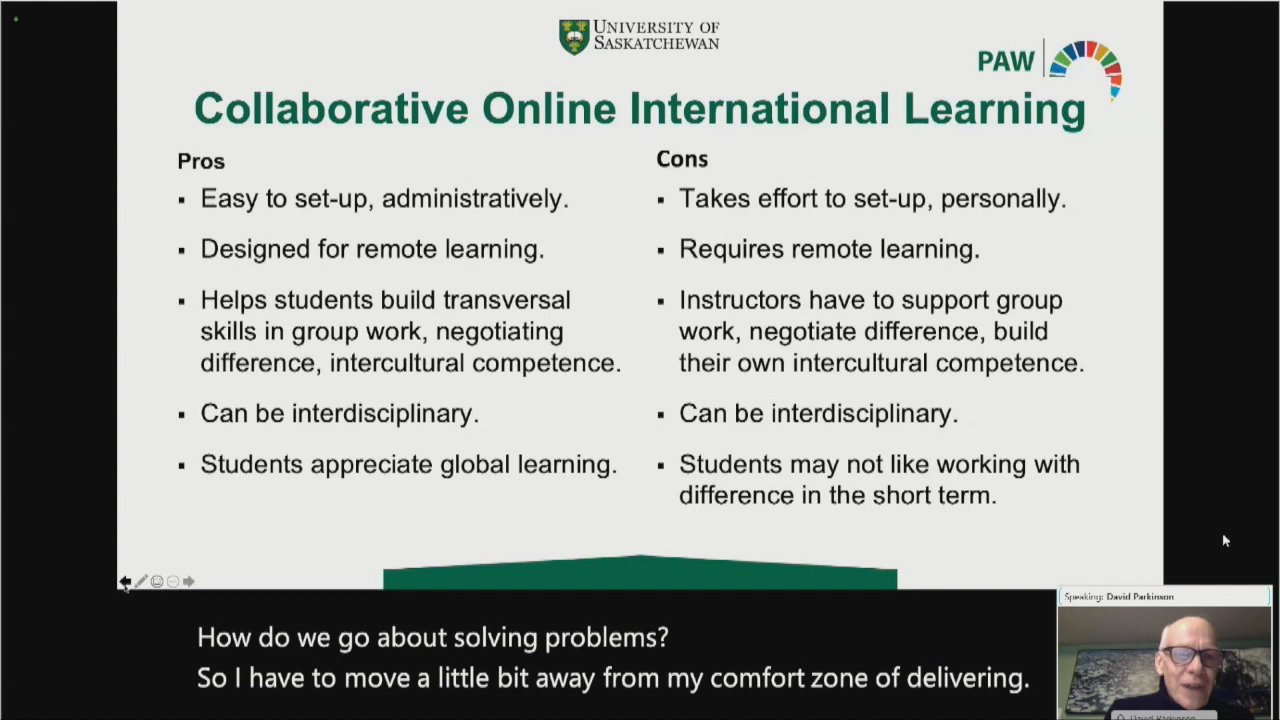 UNIVERSITY OF
SASKATCHEWAN
PAW
Collaborative Online International Learning
Pros
▪ Easy to set-up, administratively.
▪ Designed for remote learning.
▪ Helps students build transversal
skills in group work, negotiating
difference, intercultural competence.
▪ Can be interdisciplinary.
▪ Students appreciate global learning.
Cons
▪ Takes effort to set-up, personally.
▪ Requires remote learning.
▪ Instructors have to support group
work, negotiate difference, build
their own intercultural competence.
▪ Can be interdisciplinary.
▪ Students may not like working with
difference in the short term.
How do we go about solving problems?
So I have to move a little bit away from my comfort zone of delivering.
Speaking: David Parkinson
David Parkinson